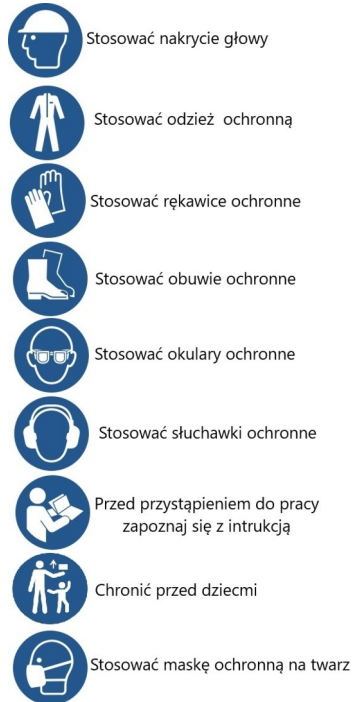 Stosować nakrycie głowy
Stosować odzież ochronną
Stosować rękawice ochronne
Stosować obuwie ochronne
Stosować okulary ochronne
Stosować słuchawki ochronne
Przed przystąpieniem do pracy
zapoznaj się z intrukcją
Chronić przed dziecmi
Stosować maskę ochronną na twarz